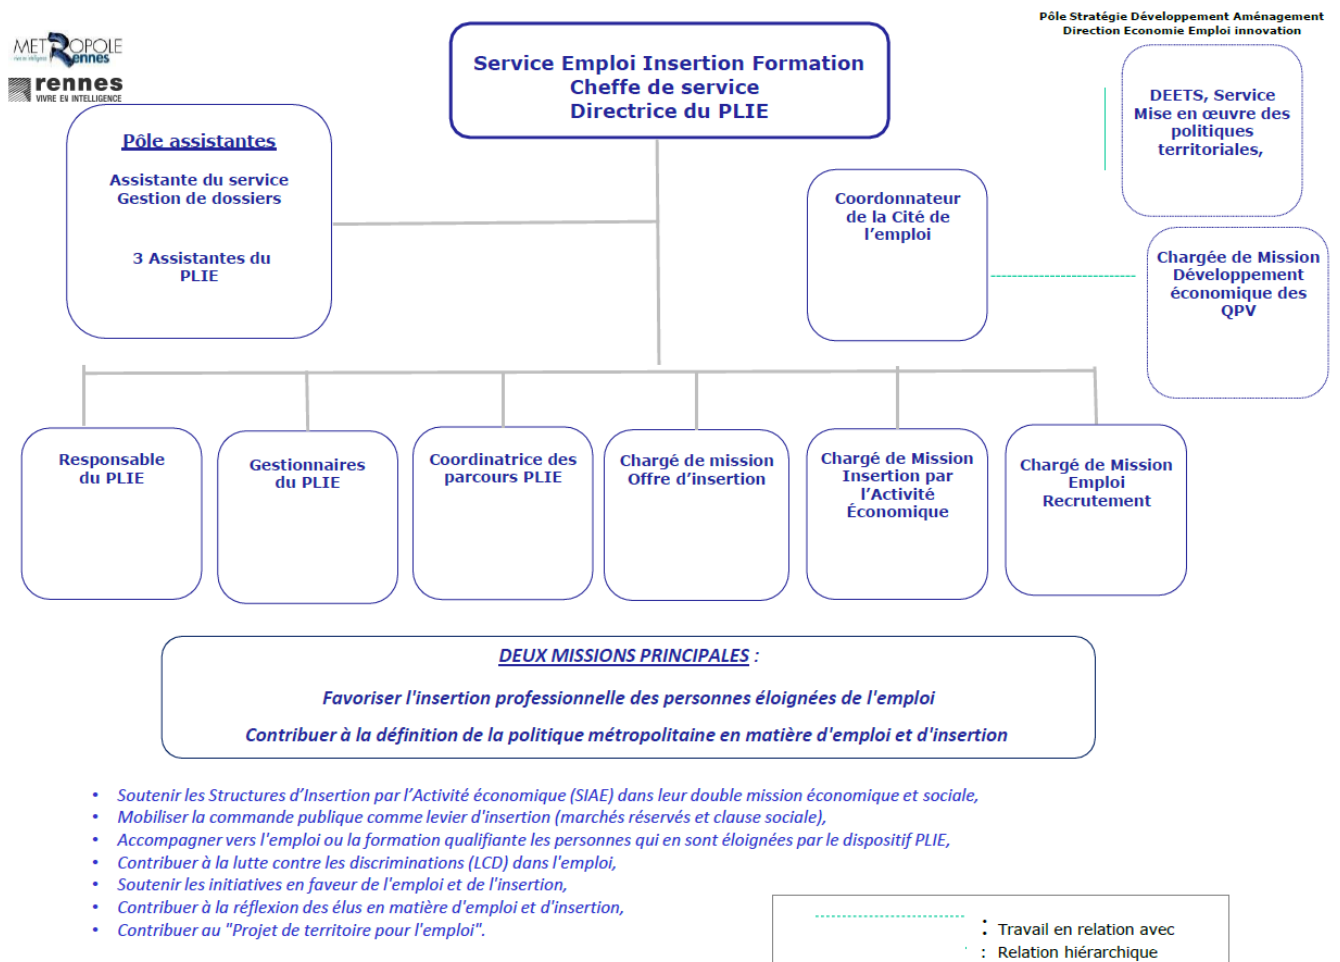 Pôle Stratégie Développement Aménagement
Direction Economie Emploi innovation
METROPOLE
Rennes
rennes
VIVRE EN INTELLIGENCE
Service Emploi Insertion Formation
Cheffe de service
Directrice du PLIE
DEETS, Service
Mise en œuvre des
politiques
territoriales,
Pôle assistantes
Assistante du service
Gestion de dossiers
3 Assistantes du
PLIE
Coordonnateur
de la Cité de
l’emploi
Chargée de Mission
Développement
économique des
QPV
Responsable
du PLIE
Gestionnaires
du PLIE
Coordinatrice des
parcours PLIE
Chargé de mission
Offre d’insertion
Chargé de Mission
Insertion par
l’Activité
Économique
Chargé de Mission
Emploi
Recrutement
DEUX MISSIONS PRINCIPALES :
Favoriser l'insertion professionnelle des personnes éloignées de l'emploi
Contribuer à la définition de la politique métropolitaine en matière d'emploi et d'insertion
• Soutenir les Structures d’Insertion par l’Activité économique (SIAE) dans leur double mission économique et sociale,
• Mobiliser la commande publique comme levier d'insertion (marchés réservés et clause sociale),
• Accompagner vers l'emploi ou la formation qualifiante les personnes qui en sont éloignées par le dispositif PLIE,
• Contribuer à la lutte contre les discriminations (LCD) dans l'emploi,
• Soutenir les initiatives en faveur de l'emploi et de l'insertion,
• Contribuer à la réflexion des élus en matière d'emploi et d'insertion,
• Contribuer au "Projet de territoire pour l'emploi".
: Travail en relation avec
: Relation hiérarchique